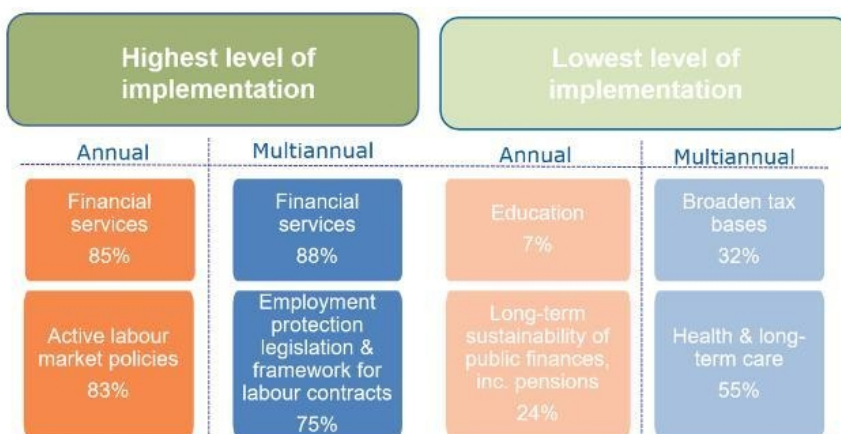 Highest level of
implementation
Lowest level of
implementation
Annual
Multiannual
Annual
Multiannual
Financial
services
85%
Financial
services
88%
Education
7%
Broaden tax
bases
32%
Active labour
market policies
83%
Employment
protection
legislation &
framework for
labour contracts
75%
Long-term
sustainability of
public finances,
inc. pensions
24%
Health & long-
term care
55%